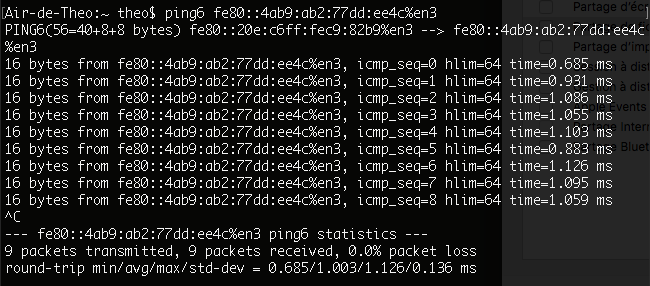 [Air-de-Theo:~ theo$ ping6 fe80::4ab9:ab2:77dd:ee4c%en3 ]
PING6(56=40+8+8 bytes) fe80::20e:c6ff:fec9:82b9%en3 --> fe80::4ab9:ab2:77dd:ee4c
%en3
16 bytes from fe80::4ab9:ab2:77dd:ee4c%en3, icmp_seq=0 hlim=64 time=0.685 ms
16 bytes from fe80::4ab9:ab2:77dd:ee4c%en3, icmp_seq=1 hlim=64 time=0.931 ms
16 bytes from fe80::4ab9:ab2:77dd:ee4c%en3, icmp_seq=2 hlim=64 time=1.086 ms
16 bytes from fe80::4ab9:ab2:77dd:ee4c%en3, icmp_seq=3 hlim=64 time=1.055 ms
16 bytes from fe80::4ab9:ab2:77dd:ee4c%en3, icmp_seq=4 hlim=64 time=1.103 ms
16 bytes from fe80::4ab9:ab2:77dd:ee4c%en3, icmp_seq=5 hlim=64 time=0.883 ms
16 bytes from fe80::4ab9:ab2:77dd:ee4c%en3, icmp_seq=6 hlim=64 time=1.126 ms
16 bytes from fe80::4ab9:ab2:77dd:ee4c%en3, icmp_seq=7 hlim=64 time=1.095 ms
16 bytes from fe80::4ab9:ab2:77dd:ee4c%en3, icmp_seq=8 hlim=64 time=1.059 ms
^C
--- fe80::4ab9:ab2:77dd:ee4c%en3 ping6 statistics ---
9 packets transmitted, 9 packets received, 0.0% packet loss
round-trip min/avg/max/std-dev = 0.685/1.003/1.126/0.136 ms
Partage d'éc
Partage d'imp
à dist
à dist
Events
Inter
Bluet